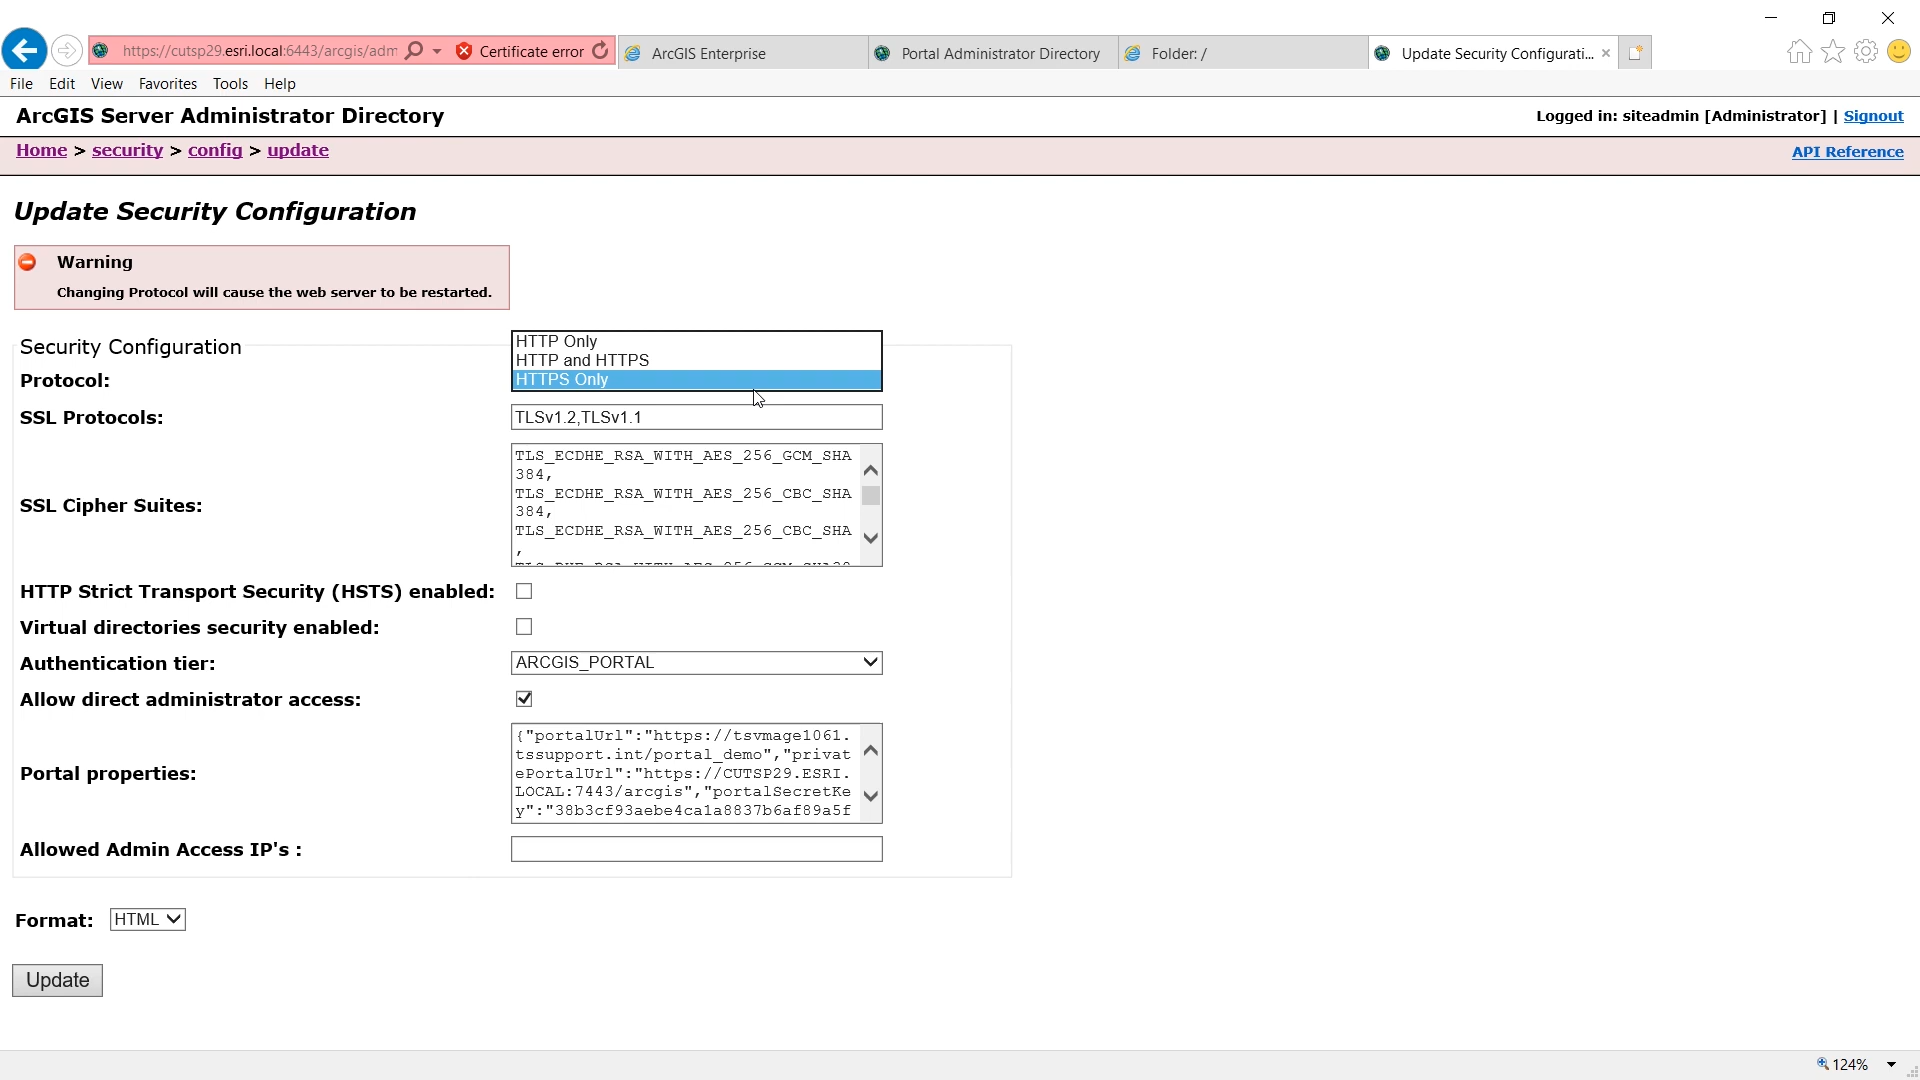 https://cutsp29.esri.local:6443/arcgis/adm
Certificate error
ArcGIS Enterprise
Portal Administrator Directory
Folder: /
Update Security Configurati...
File Edit View Favorites Tools Help
ArcGIS Server Administrator Directory
Logged in: siteadmin [Administrator] | Signout
Home > security > config > update
API Reference
Update Security Configuration
Warning
Changing Protocol will cause the web server to be restarted.
Security Configuration
HTTP Only
HTTP and HTTPS
Protocol:
HTTPS Only
SSL Protocols:
TLSv1.2,TLSv1.1
SSL Cipher Suites:
TLS_ECDHE_RSA_WITH_AES_256_GCM_SHA
384,
TLS_ECDHE_RSA_WITH_AES_256_CBC_SHA
384,
TLS_ECDHE_RSA_WITH_AES_256_CBC_SHA
,
HTTP Strict Transport Security (HSTS) enabled:
Virtual directories security enabled:
Authentication tier:
ARCGIS_PORTAL
Allow direct administrator access:
Portal properties:
{"portalUrl":"https://tsvmage1061.
tssupport.int/portal_demo","privat
ePortalUrl":"https://CUTSP29.ESRI.
LOCAL:7443/arcgis","portalSecretKe
y":"38b3cf93aebe4ca1a8837b6af89a5f
Allowed Admin Access IP's :
Format:
HTML
Update
124%